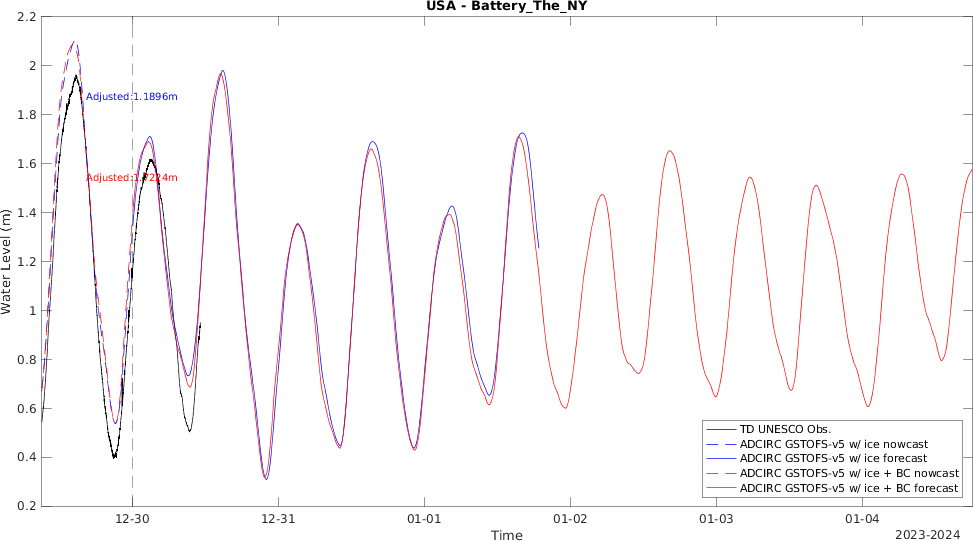 USA - Battery_The_NY
2.2
2
1.8
1.6
1.4
1.2
1
0.8
0.6
0.4
0.2
Water Level (m)
Adjusted:1.1896m
TD UNESCO Obs.
ADCIRC GSTOFS-v5 w/ ice nowcast
ADCIRC GSTOFS-v5 w/ ice forecast
ADCIRC GSTOFS-v5 w/ ice + BC nowcast
ADCIRC GSTOFS-v5 w/ ice + BC forecast
12-30
12-31
01-01
01-02
01-03
01-04
Time
2023-2024